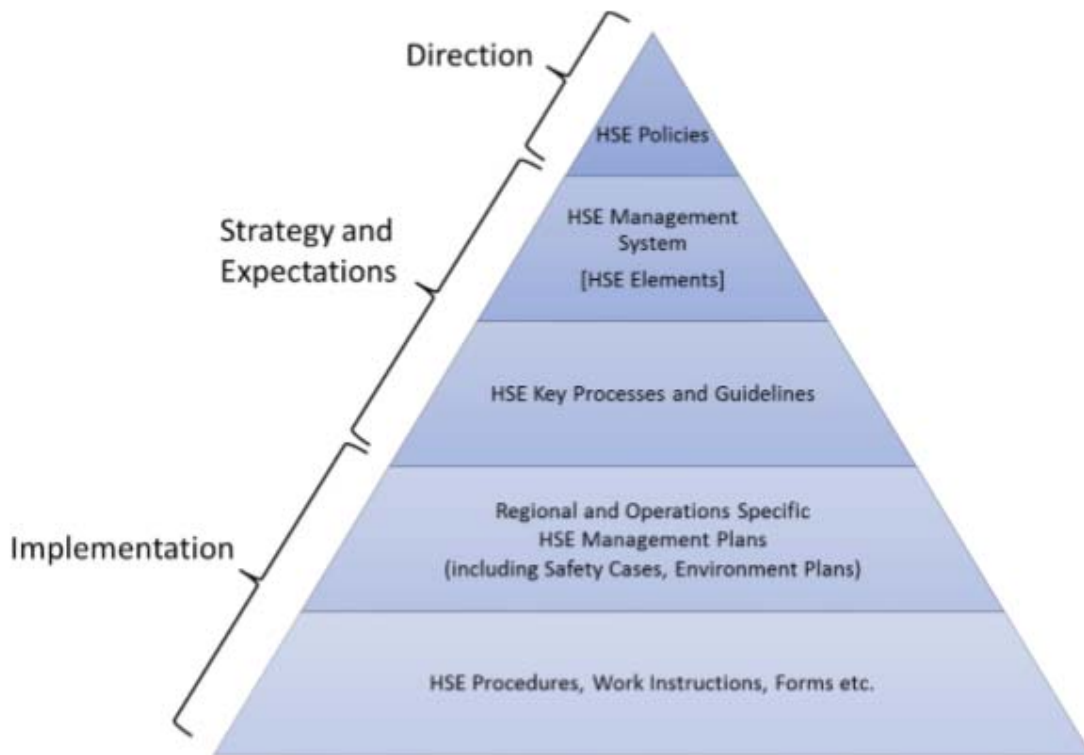 Direction
HSE Policies
Strategy and
Expectations
HSE Management
System
[HSE Elements]
HSE Key Processes and Guidelines
Implementation
Regional and Operations Specific
HSE Management Plans
(including Safety Cases, Environment Plans)
HSE Procedures, Work Instructions, Forms etc.